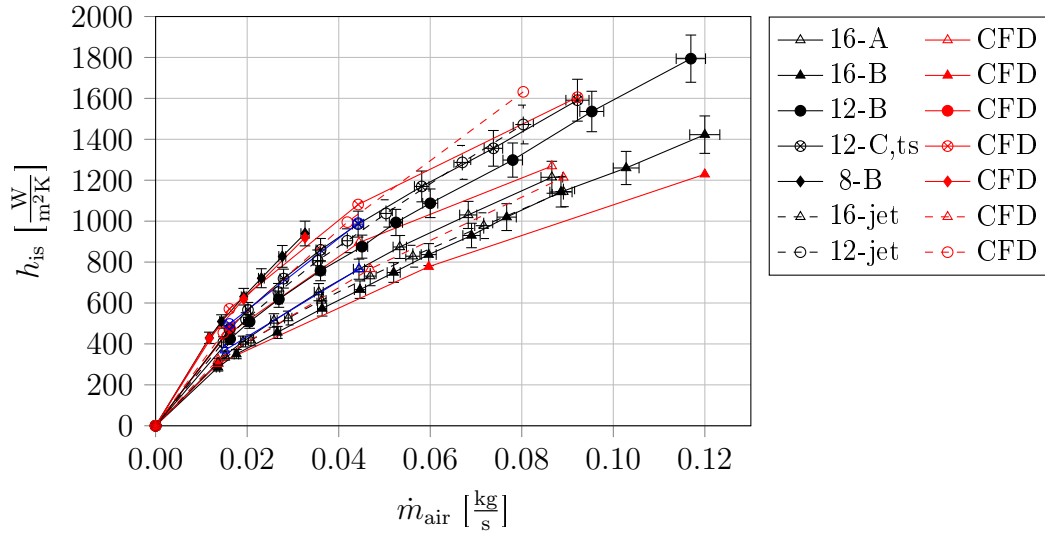 2000
1800
1600
1400
1200
1000
800
600
400
200
0
h_is [W/m²K]
0.00 0.02 0.04 0.06 0.08 0.10 0.12
ṁ_air [kg/s]
16-A CFD
16-B CFD
12-B CFD
12-C,ts CFD
8-B CFD
16-jet CFD
12-jet CFD